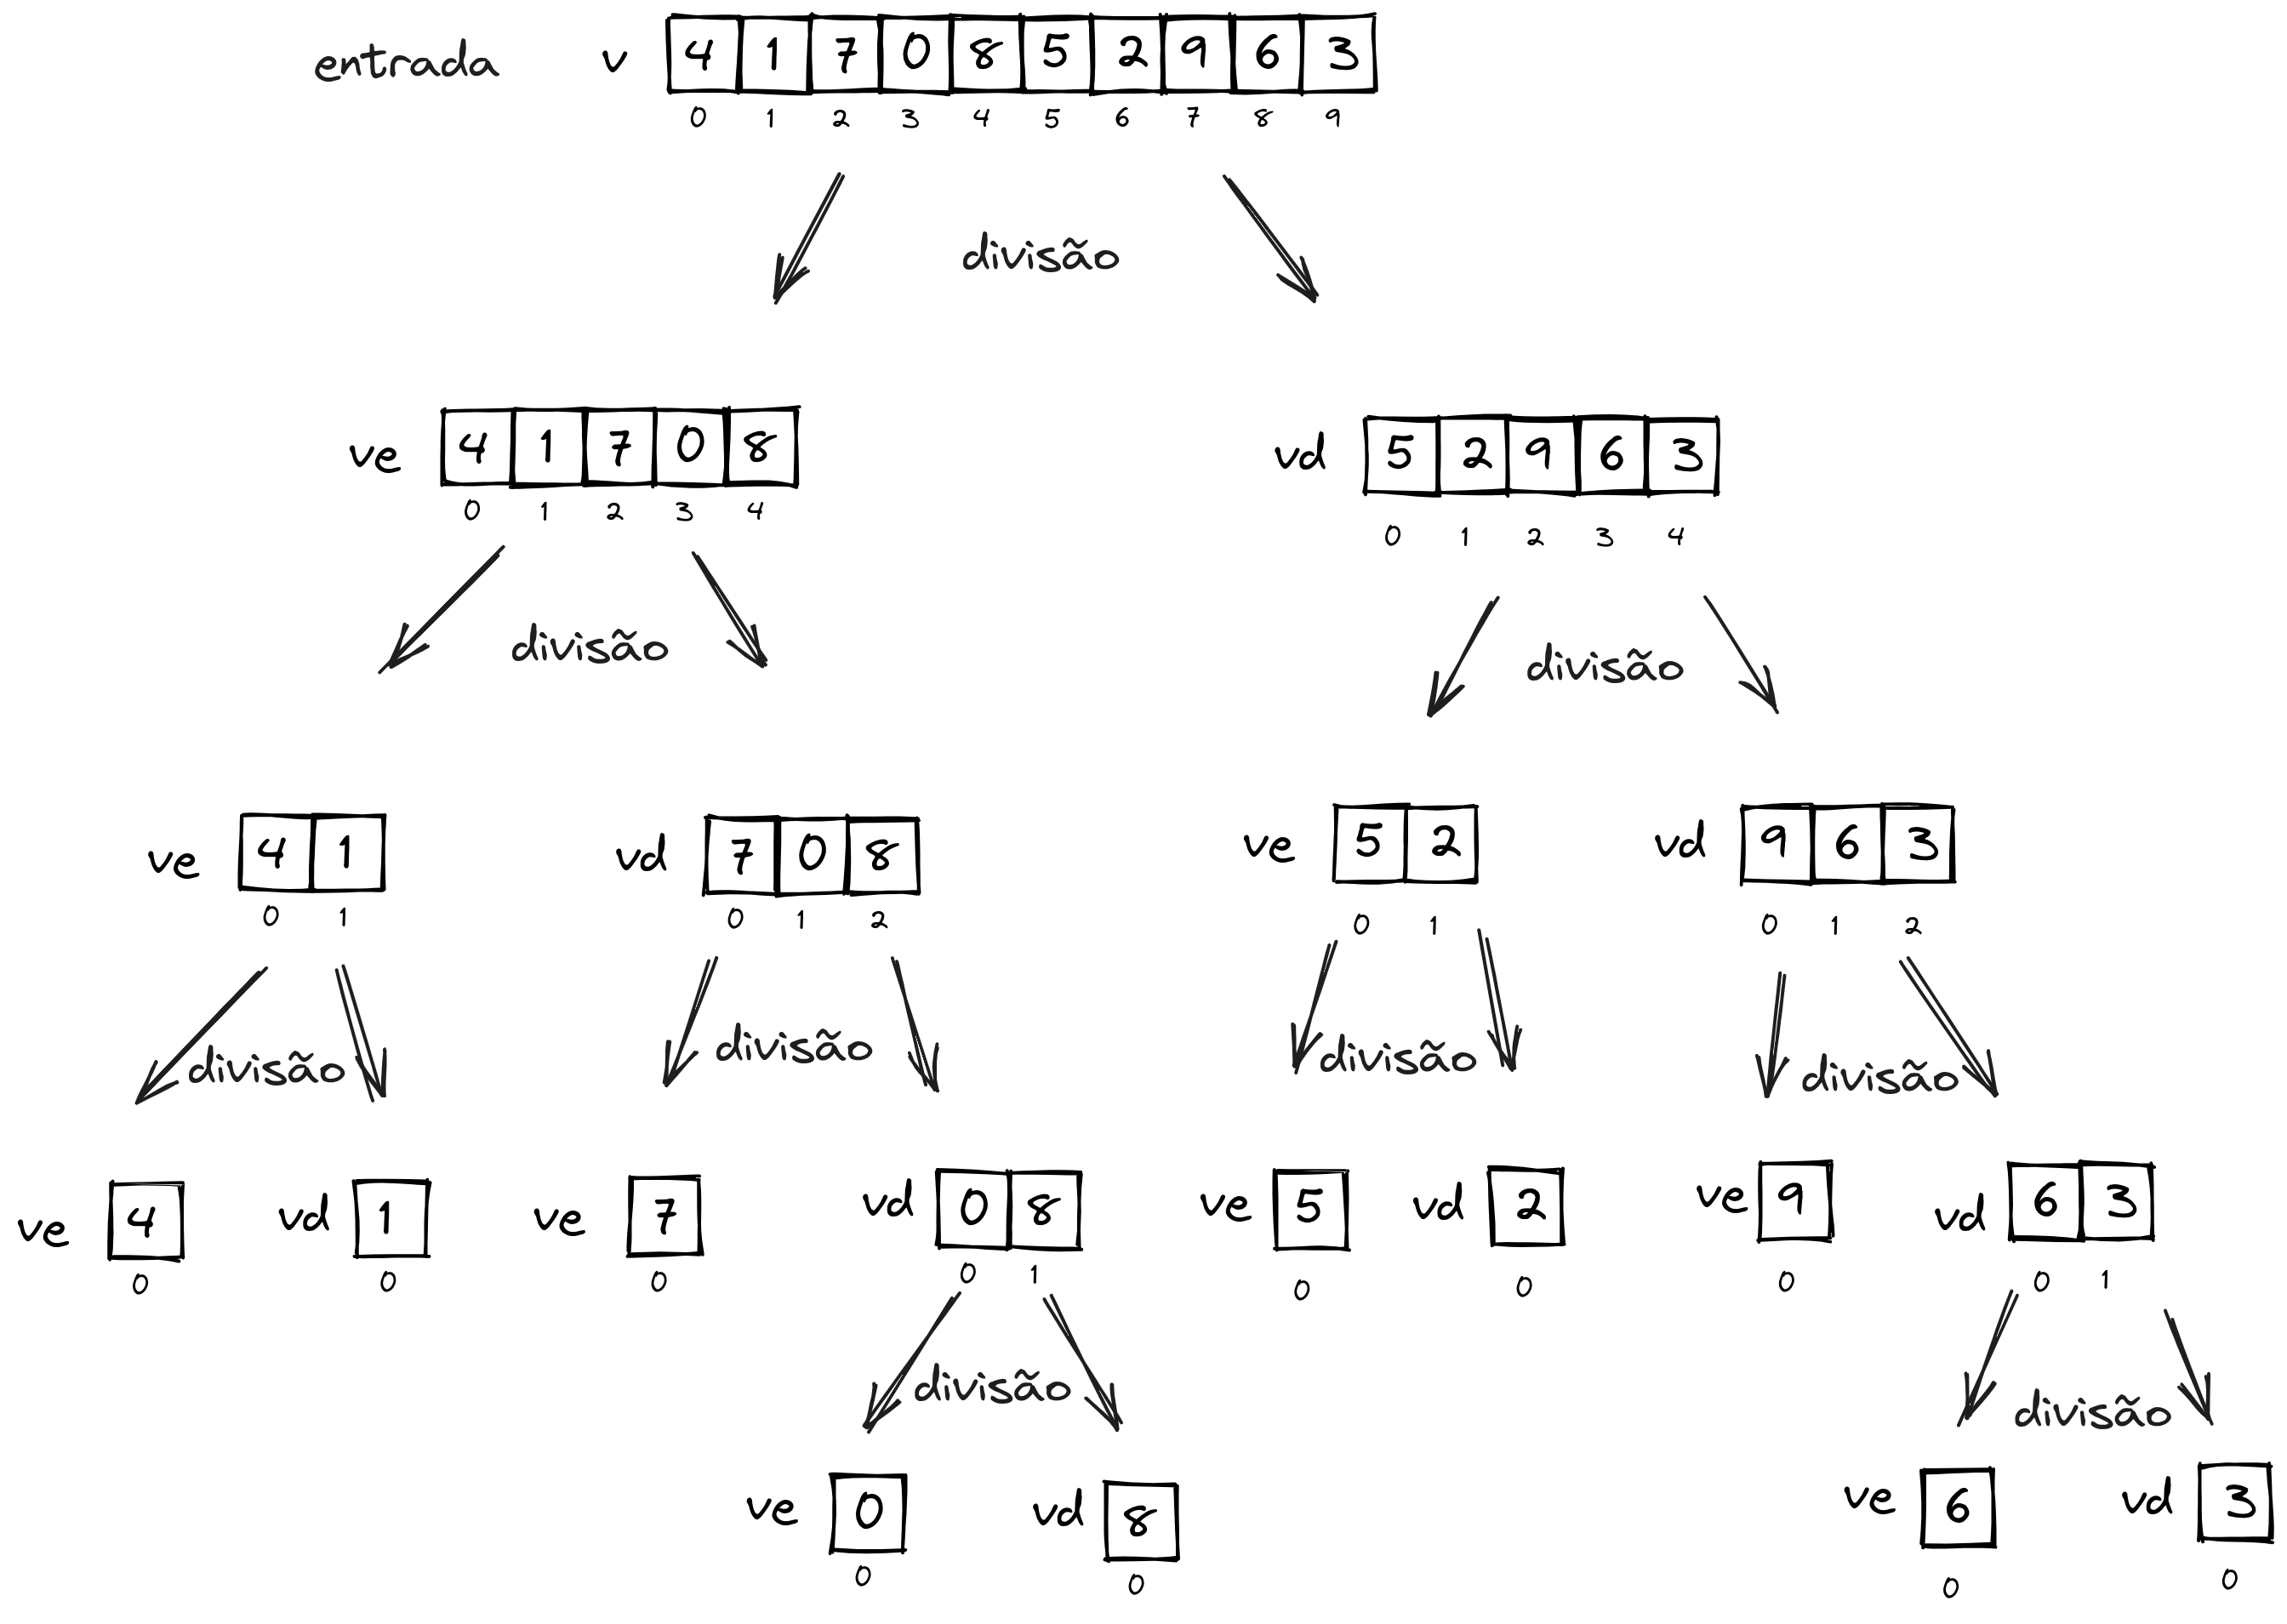 entrada v 4 1 7 0 8 5 2 9 6 3
0 1 2 3 4 5 6 7 8 9
divisão
ve 4 1 7 0 8 vd 5 2 9 6 3
0 1 2 3 4 0 1 2 3 4
divisão divisão
ve 4 1 vd 7 0 8 ve 5 2 vd 9 6 3
0 1 0 1 2 0 1 0 1 2
divisão divisão divisão divisão
ve 4 vd 1 ve 7 vd 0 8 ve 5 vd 2 ve 9 vd 6 3
0 0 0 0 1 0 0 0 0 1
divisão divisão
ve 0 vd 8 ve 6 vd 3
0 0 0 0